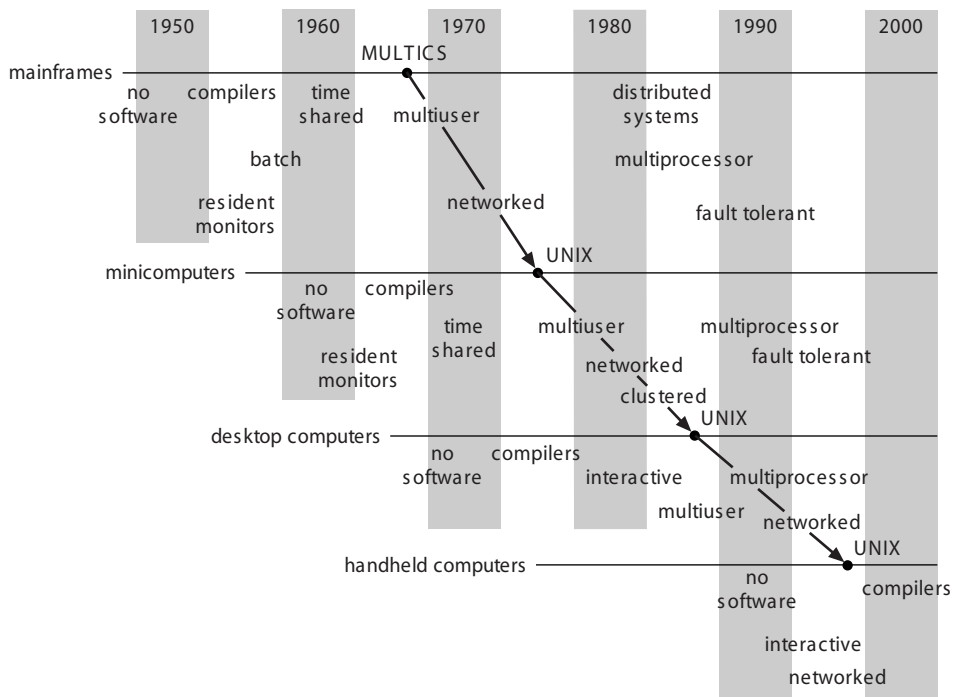 1950 1960 1970 1980 1990 2000
MULTICS
mainframes
no compilers time distributed
software shared multiuser systems
batch multiprocessor
resident networked
monitors fault tolerant
UNIX
minicomputers
no compilers
software
time multiuser multiprocessor
shared
resident networked fault tolerant
monitors
clustered
UNIX
desktop computers
no compilers
software interactive multiprocessor
multiuser
networked
UNIX
handheld computers
no compilers
software
interactive
networked